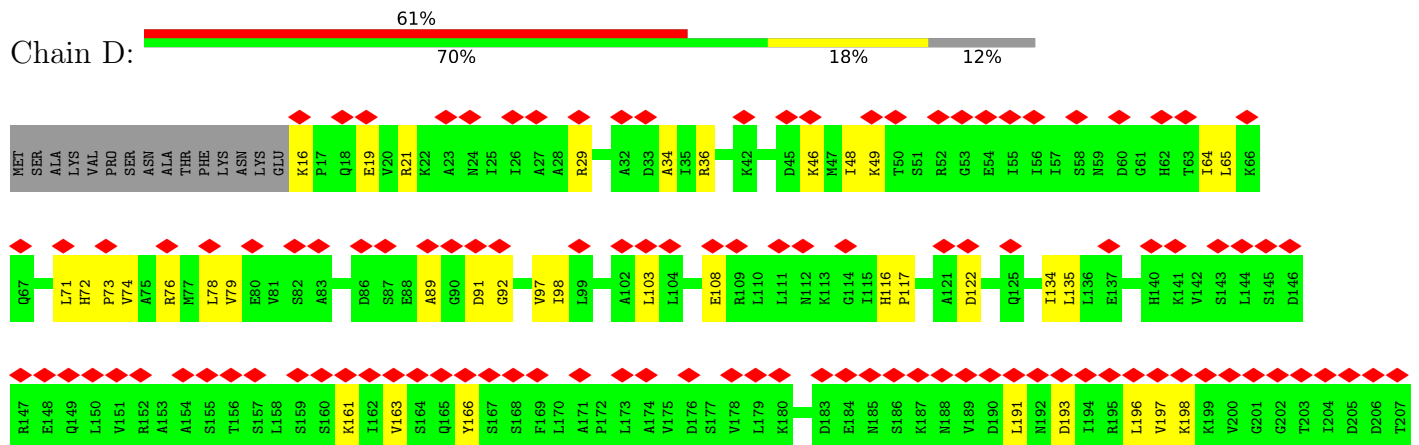 61%
Chain D:
70% 18% 12%
MET SER ALA LYS VAL PRO SER ASN ALA THR PHE LYS ASN LYS GLU K16 P17 Q18 E19 V20 R21 K22 A23 N24 I25 I26 A27 A28 R29 A32 D33 A34 I35 R36 K42 D45 K46 M47 I48 K49 T50 S51 R52 G53 E54 I55 I56 I57 S58 N59 D60 G61 H62 T63 I64 L65 K66
Q67 L71 H72 P73 V74 A75 R76 M77 L78 V79 E80 V81 S82 A83 D86 S87 E88 A89 G90 D91 G92 V97 I98 L99 A102 L103 L104 E108 R109 L110 L111 N112 K113 G114 I115 H116 P117 A121 D122 Q125 I134 L135 L136 E137 H140 K141 V142 S143 L144 S145 D146
R147 E148 Q149 L150 V151 R152 A153 A154 S155 T156 S157 L158 S159 S160 K161 I162 V163 S164 Q165 Y166 S167 S168 F169 L170 A171 P172 L173 A174 V175 D176 S177 V178 L179 K180 D183 E184 N185 S186 K187 N188 V189 D190 L191 N192 D193 I194 R195 L196 V197 K198 K199 V200 G201 G202 T203 I204 D205 D206 T207